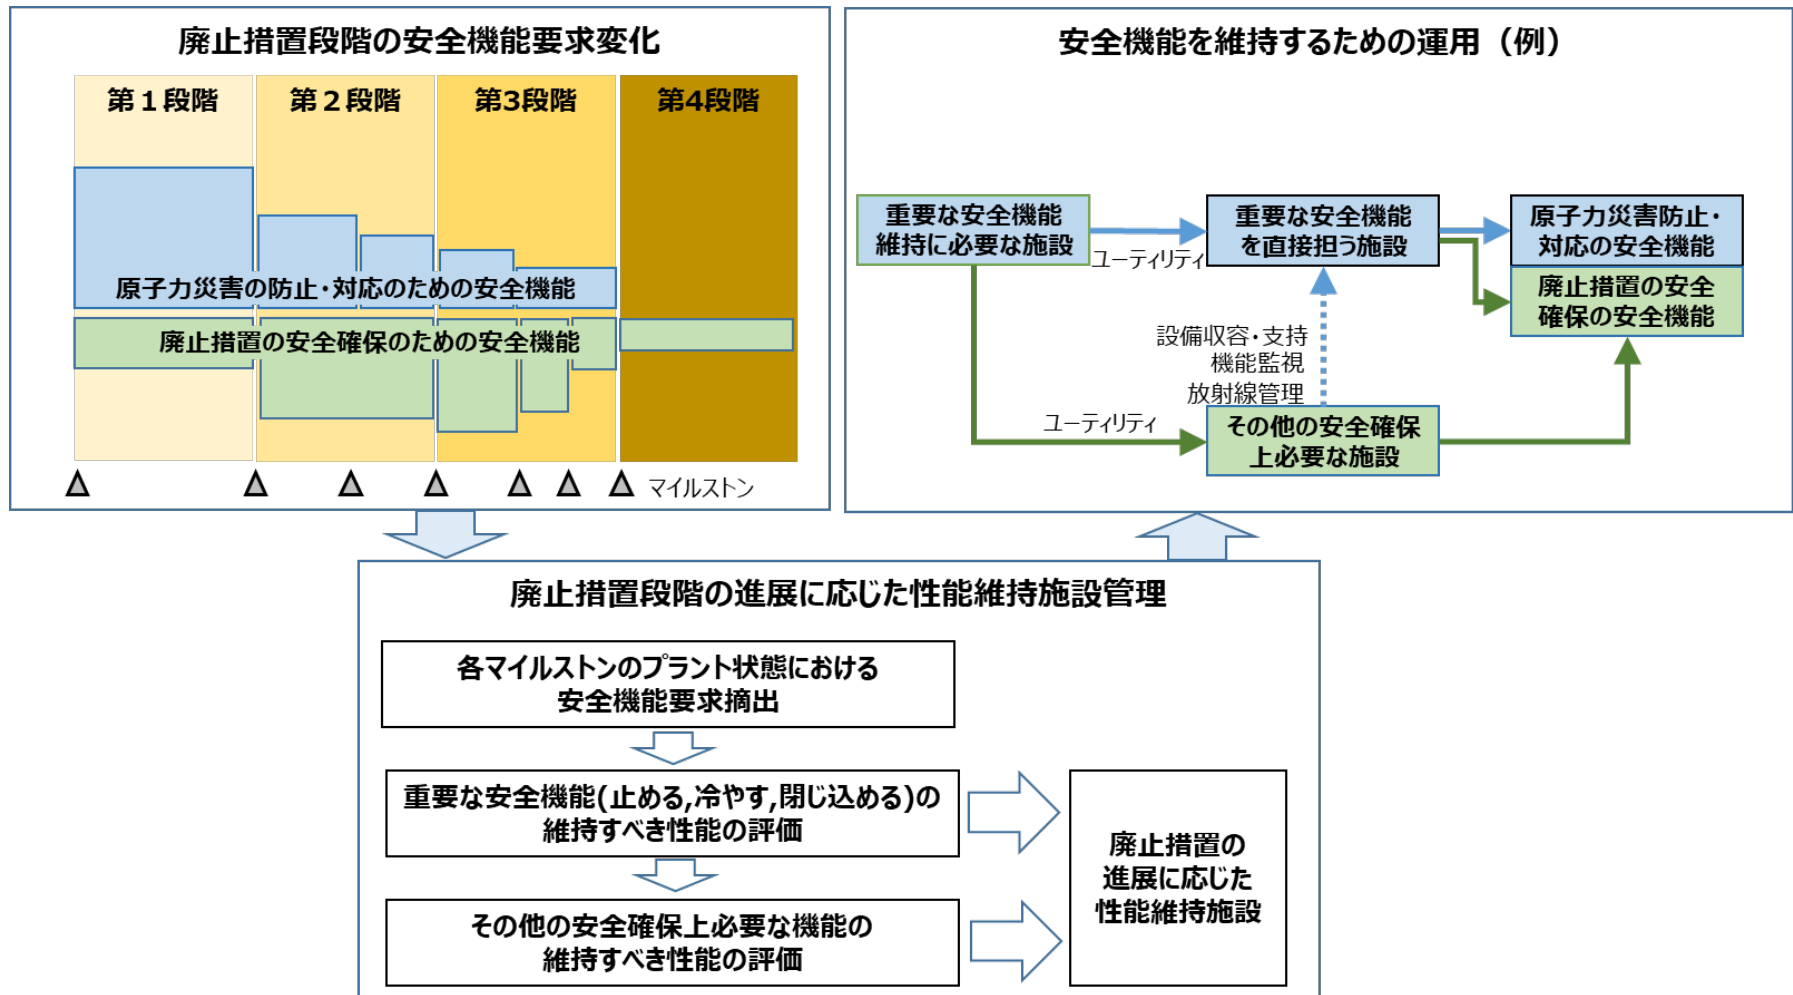 廃止措置段階の安全機能要求変化
第１段階
第２段階
第3段階
第4段階
原子力災害の防止・対応のための安全機能
廃止措置の安全確保のための安全機能
マイルストン
安全機能を維持するための運用（例）
重要な安全機能
維持に必要な施設
ユーティリティ
重要な安全機能
を直接担う施設
原子力災害防止・
対応の安全機能
廃止措置の安全
確保の安全機能
設備収容・支持
機能監視
放射線管理
ユーティリティ
その他の安全確保
上必要な施設
廃止措置段階の進展に応じた性能維持施設管理
各マイルストンのプラント状態における
安全機能要求摘出
重要な安全機能(止める,冷やす,閉じ込める)の
維持すべき性能の評価
その他の安全確保上必要な機能の
維持すべき性能の評価
廃止措置の
進展に応じた
性能維持施設